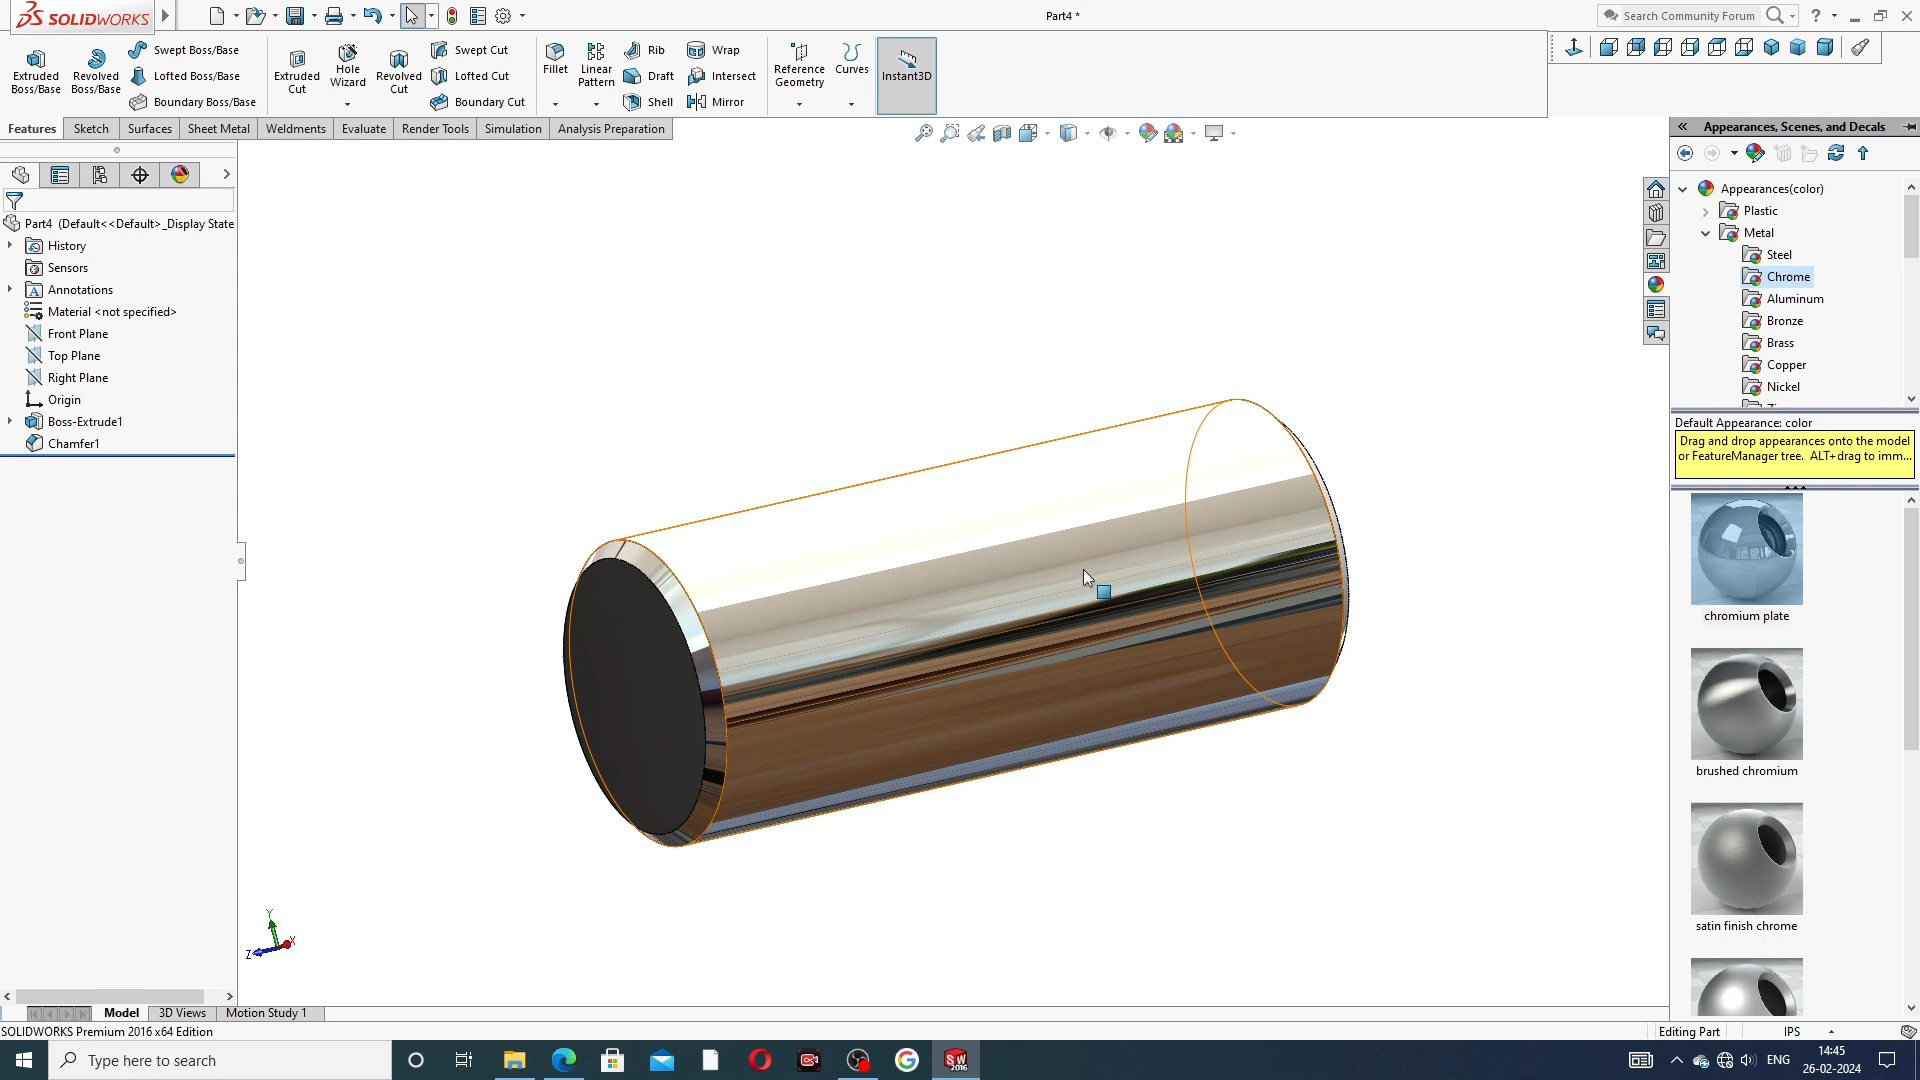 SOLIDWORKS
Part4 *
Search Community Forum
Extruded Boss/Base
Revolved Boss/Base
Swept Boss/Base
Lofted Boss/Base
Boundary Boss/Base
Extruded Cut
Hole Wizard
Revolved Cut
Swept Cut
Lofted Cut
Boundary Cut
Fillet
Linear Pattern
Rib
Draft
Shell
Wrap
Intersect
Mirror
Reference Geometry
Curves
Instant3D
Features
Sketch
Surfaces
Sheet Metal
Weldments
Evaluate
Render Tools
Simulation
Analysis Preparation
Part4 (Default<<Default>_Display State
History
Sensors
Annotations
Material <not specified>
Front Plane
Top Plane
Right Plane
Origin
Boss-Extrude1
Chamfer1
Y
X
Z
Appearances, Scenes, and Decals
Appearances(color)
Plastic
Metal
Steel
Chrome
Aluminum
Bronze
Brass
Copper
Nickel
Default Appearance: color
Drag and drop appearances onto the model
or FeatureManager tree. ALT+drag to imm...
chromium plate
brushed chromium
satin finish chrome
Model
3D Views
Motion Study 1
SOLIDWORKS Premium 2016 x64 Edition
Editing Part
IPS
Type here to search
SW
2016
ENG
14:45
26-02-2024